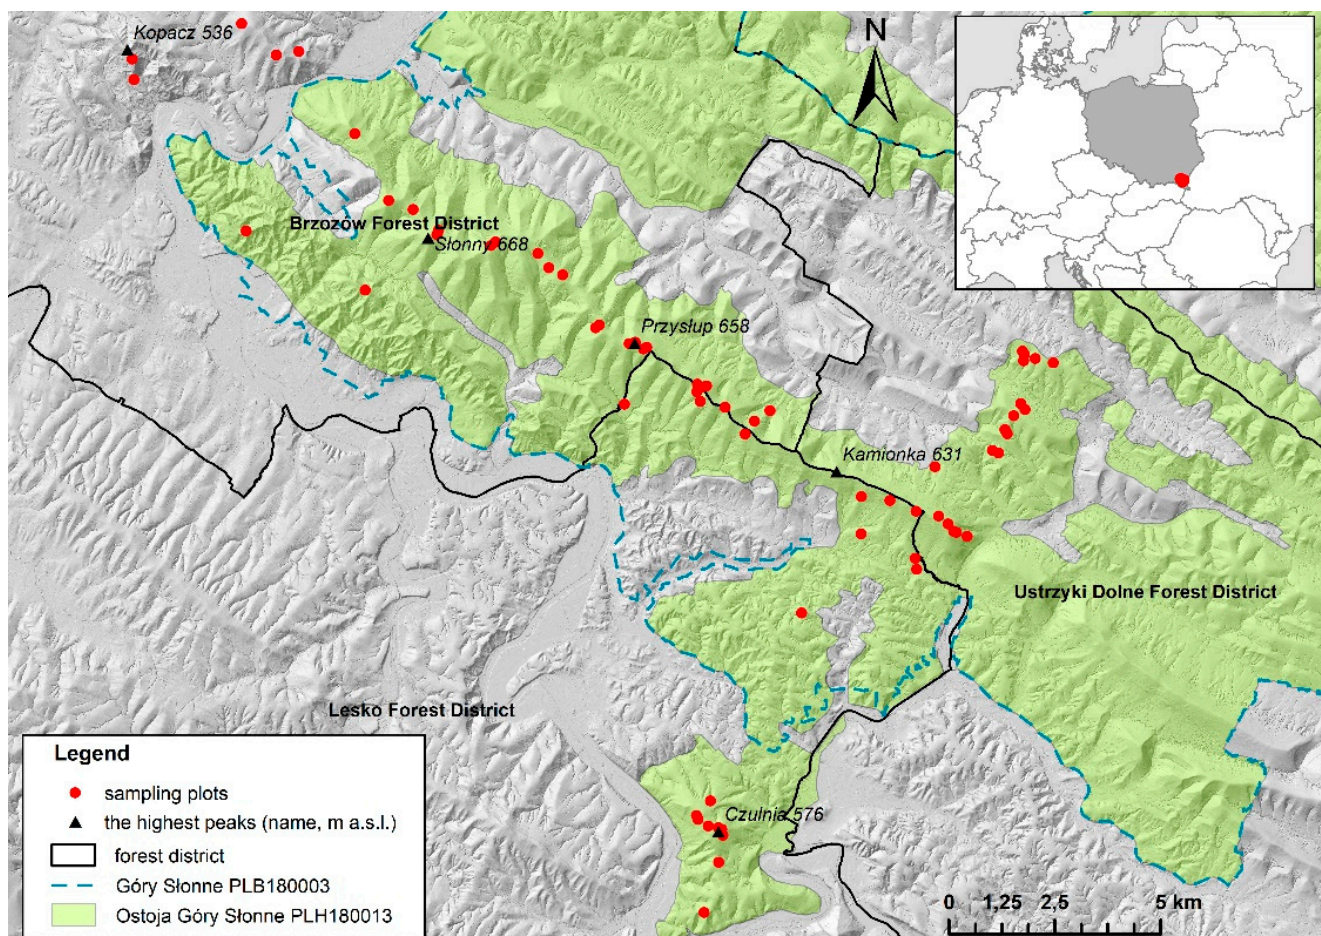 Kopacz 536
N
Brzozów Forest District
Słonny 668
Przysłup 658
Kamionka 631
Ustrzyki Dolne Forest District
Lesko Forest District
Czulnia 576
Legend
sampling plots
the highest peaks (name, m a.s.l.)
forest district
Góry Słonne PLB180003
Ostoja Góry Słonne PLH180013
0 1,25 2,5 5 km